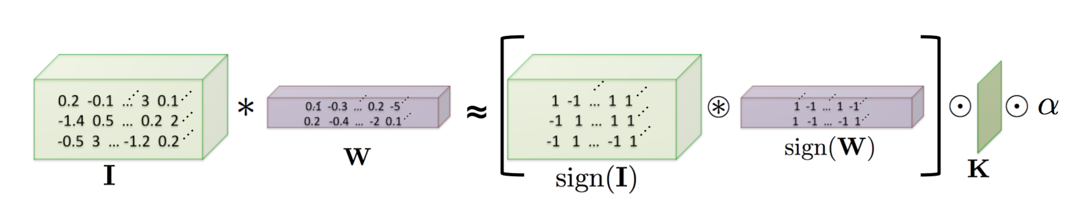 0.2 -0.1 ... 3 0.1
-1.4 0.5 ... 0.2 2
-0.5 3 ... -1.2 0.2
I
*
0.1 -0.3 ... 0.2 -5
0.2 -0.4 ... -2 0.1
W
≈
[
1 -1 ... 1 1
-1 1 ... 1 1
-1 1 ... -1 1
sign(I)
⊛
1 -1 ... 1 -1
1 -1 ... -1 1
sign(W)
]
⊙
K
⊙ α